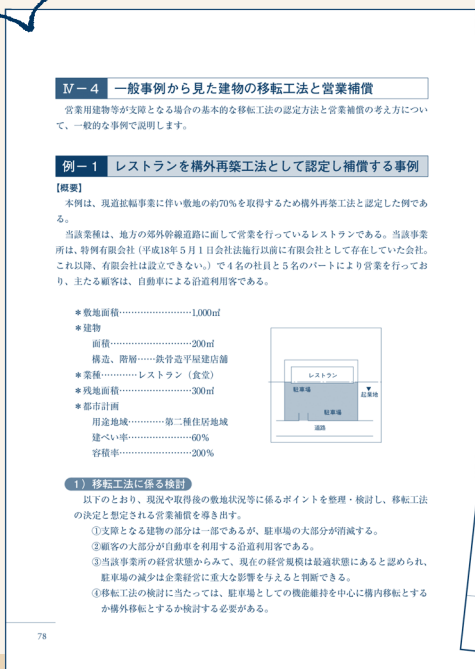 Ⅳ－4 一般事例から見た建物の移転工法と営業補償
営業用建物等が支障となる場合の基本的な移転工法の認定方法と営業補償の考え方につい
て、一般的な事例で説明します。
例－1 レストランを構外再築工法として認定し補償する事例
【概要】
本例は、現道拡幅事業に伴い敷地の約70％を取得するため構外再築工法と認定した例であ
る。
当該業種は、地方の郊外幹線道路に面して営業を行っているレストランである。当該事業
所は、特例有限会社（平成18年５月１日会社法施行以前に有限会社として存在していた会社。
これ以降、有限会社は設立できない。）で４名の社員と５名のパートにより営業を行ってお
り、主たる顧客は、自動車による沿道利用客である。
＊敷地面積……………………1,000㎡
＊建物
面積……………………………200㎡
構造、階層……鉄骨造平屋建店舗
＊業種…………レストラン（食堂）
＊残地面積……………………300㎡
＊都市計画
用途地域…………第二種住居地域
建ぺい率…………………60％
容積率……………………200％
レストラン
駐車場
▼
起業地
駐車場
道路
1）移転工法に係る検討
以下のとおり、現況や取得後の敷地状況等に係るポイントを整理・検討し、移転工法
の決定と想定される営業補償を導き出す。
①支障となる建物の部分は一部であるが、駐車場の大部分が消滅する。
②顧客の大部分が自動車を利用する沿道利用客である。
③当該事業所の経営状態からみて、現在の経営規模は最適状態にあると認められ、
駐車場の減少は企業経営に重大な影響を与えると判断できる。
④移転工法の検討に当たっては、駐車場としての機能維持を中心に構内移転とする
か構外移転とするか検討する必要がある。
78